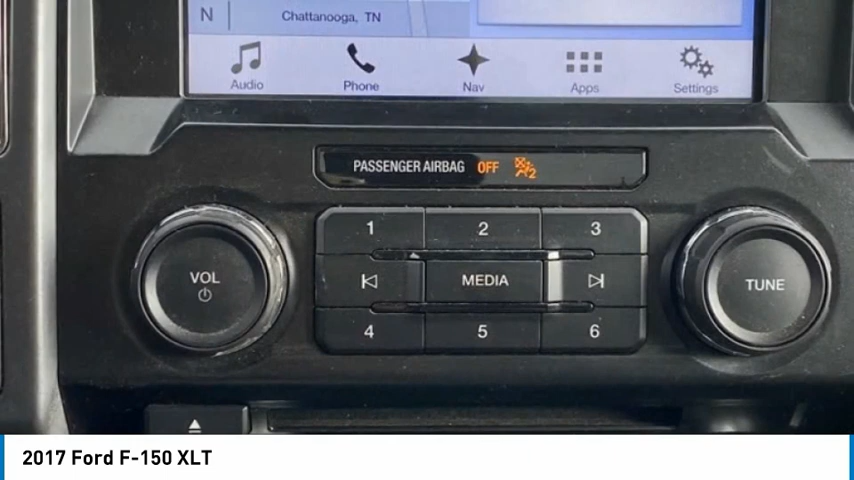 N
Chattanooga, TN
Audio Phone Nav Apps Settings
PASSENGER AIRBAG OFF 2
1 2 3
VOL MEDIA TUNE
4 5 6
2017 Ford F-150 XLT